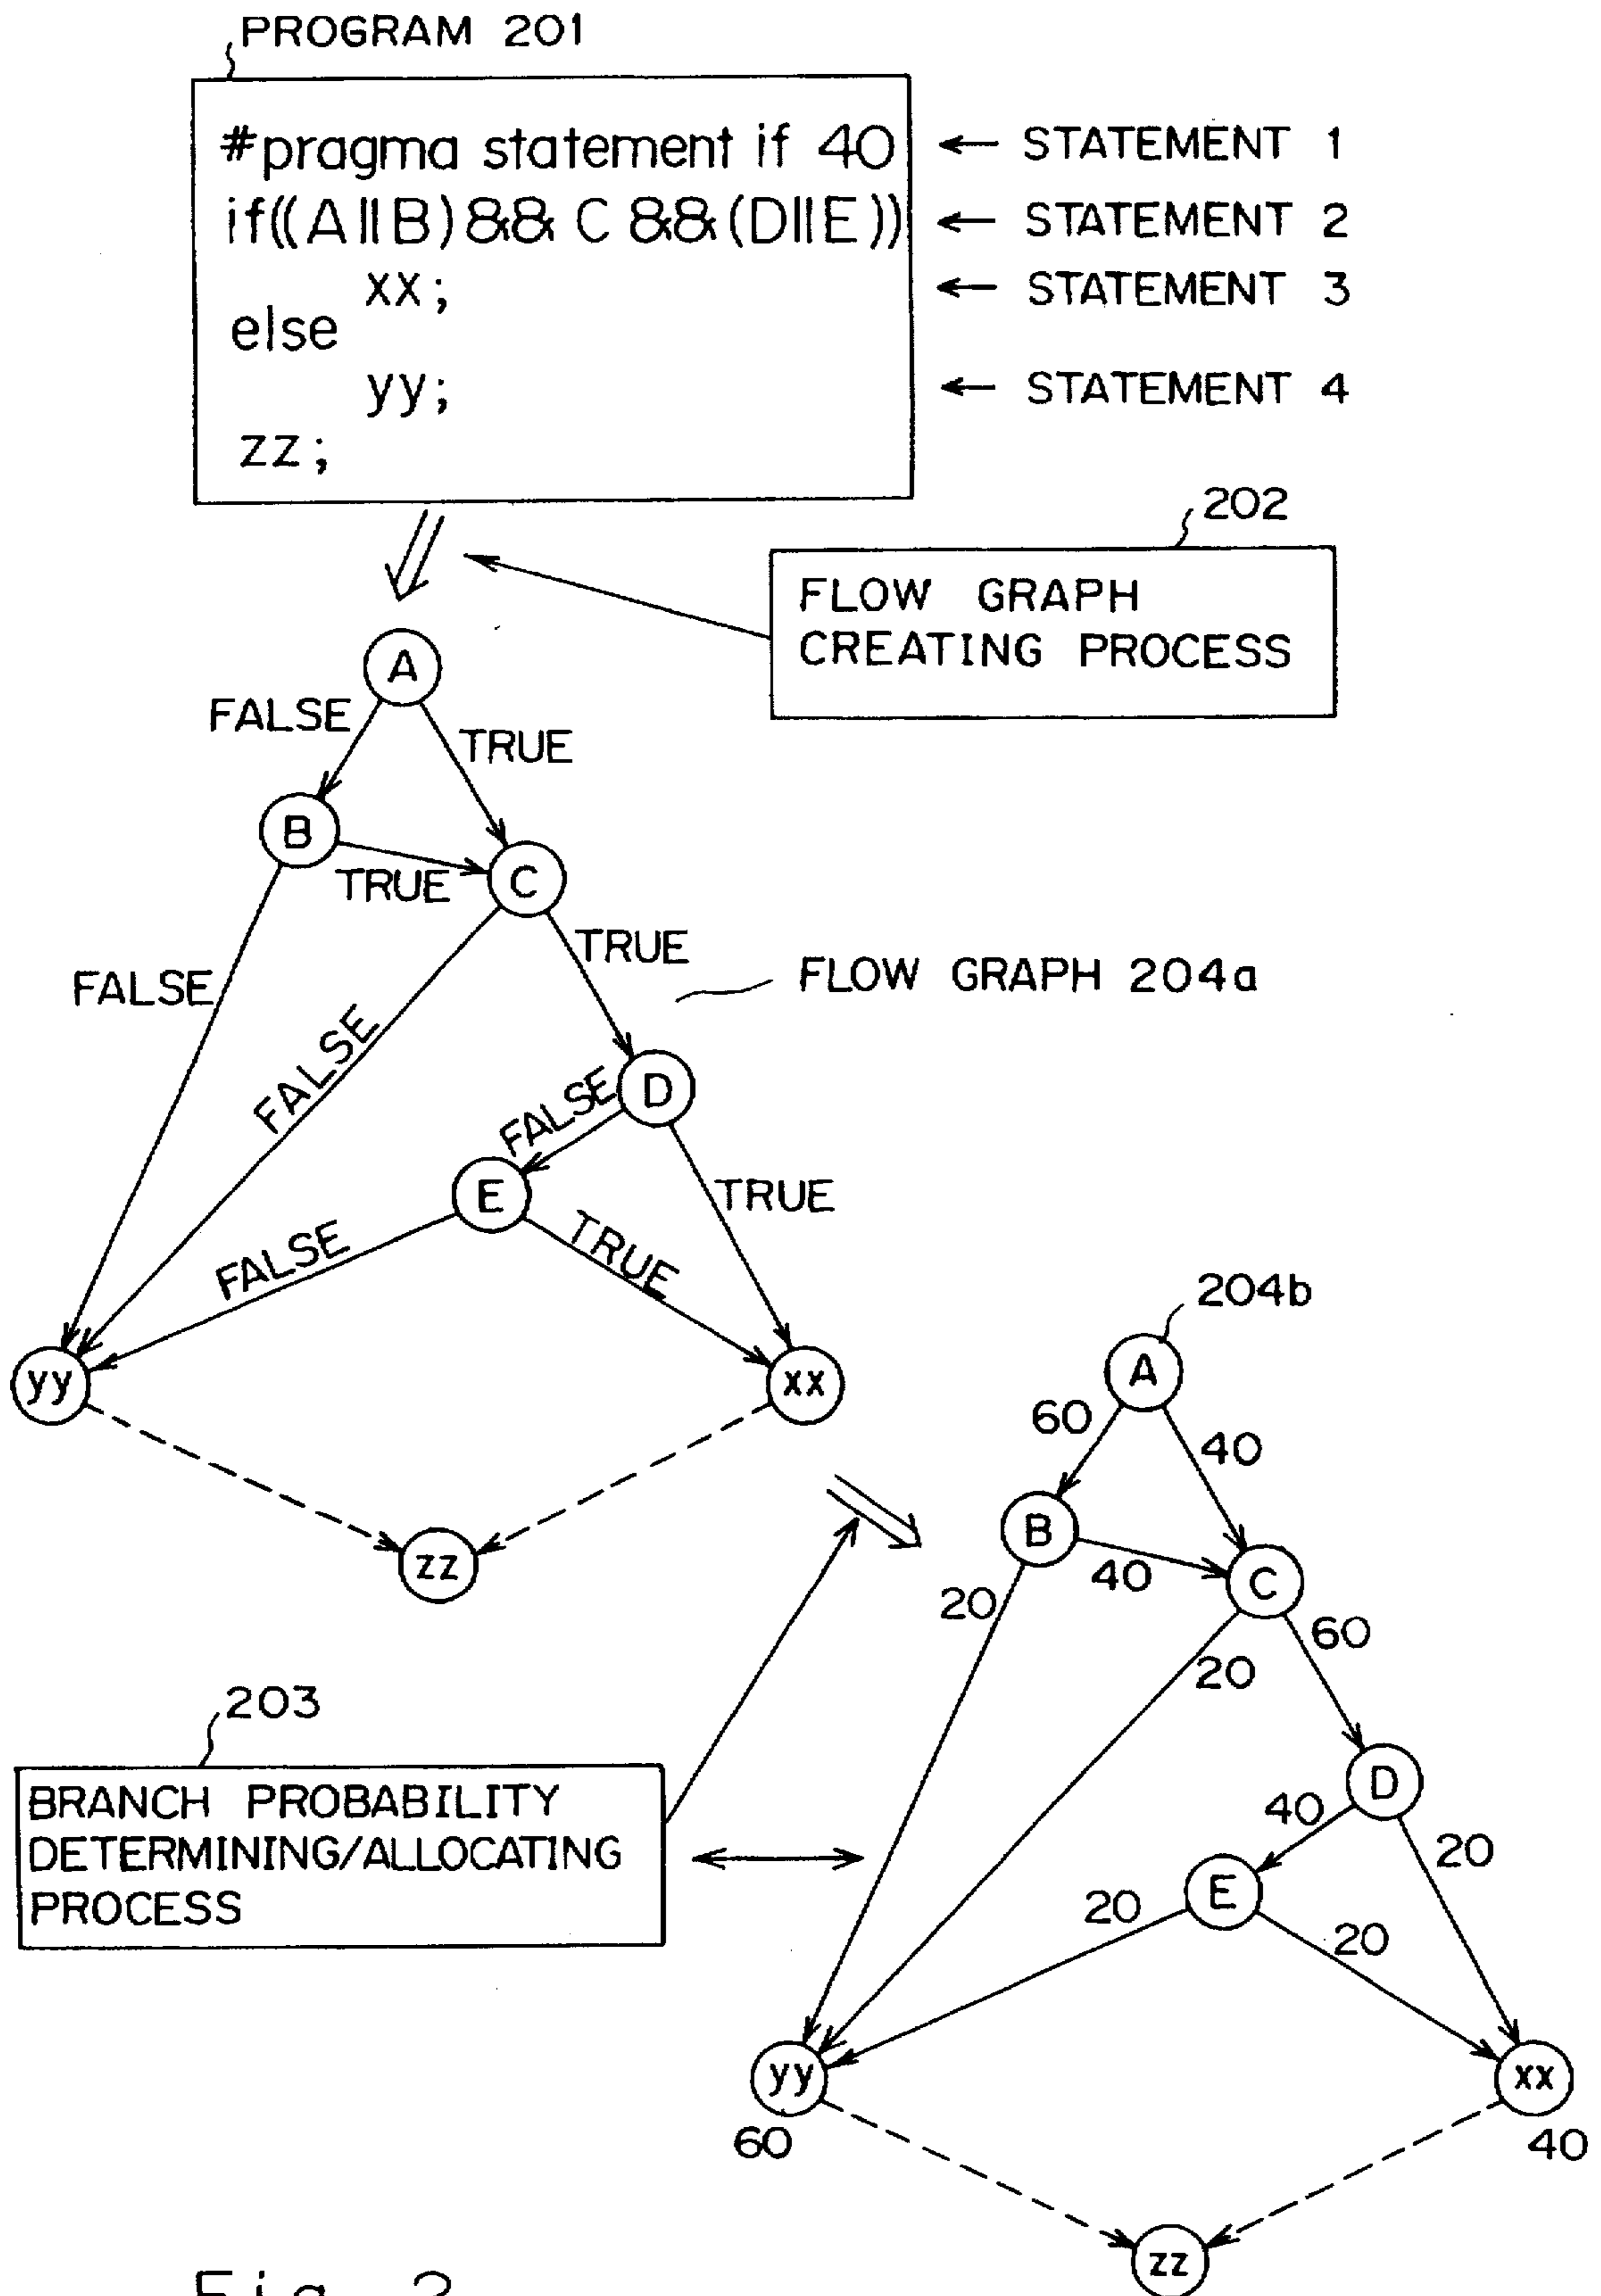 PROGRAM 201
#pragma statement if 40 ← STATEMENT 1
if((A||B)&& C &&(D||E)) ← STATEMENT 2
xx; ← STATEMENT 3
else
yy; ← STATEMENT 4
zz;
202
FLOW GRAPH
CREATING PROCESS
A
FALSE
TRUE
B
TRUE
C
TRUE
FALSE
FLOW GRAPH 204a
FALSE
D
FALSE
E
TRUE
FALSE
TRUE
yy
xx
zz
204b
A
60
40
B
40
C
20
60
20
203
BRANCH PROBABILITY
DETERMINING/ALLOCATING
PROCESS
D
40
20
E
20
20
yy
xx
60
40
zz
Fig. 2